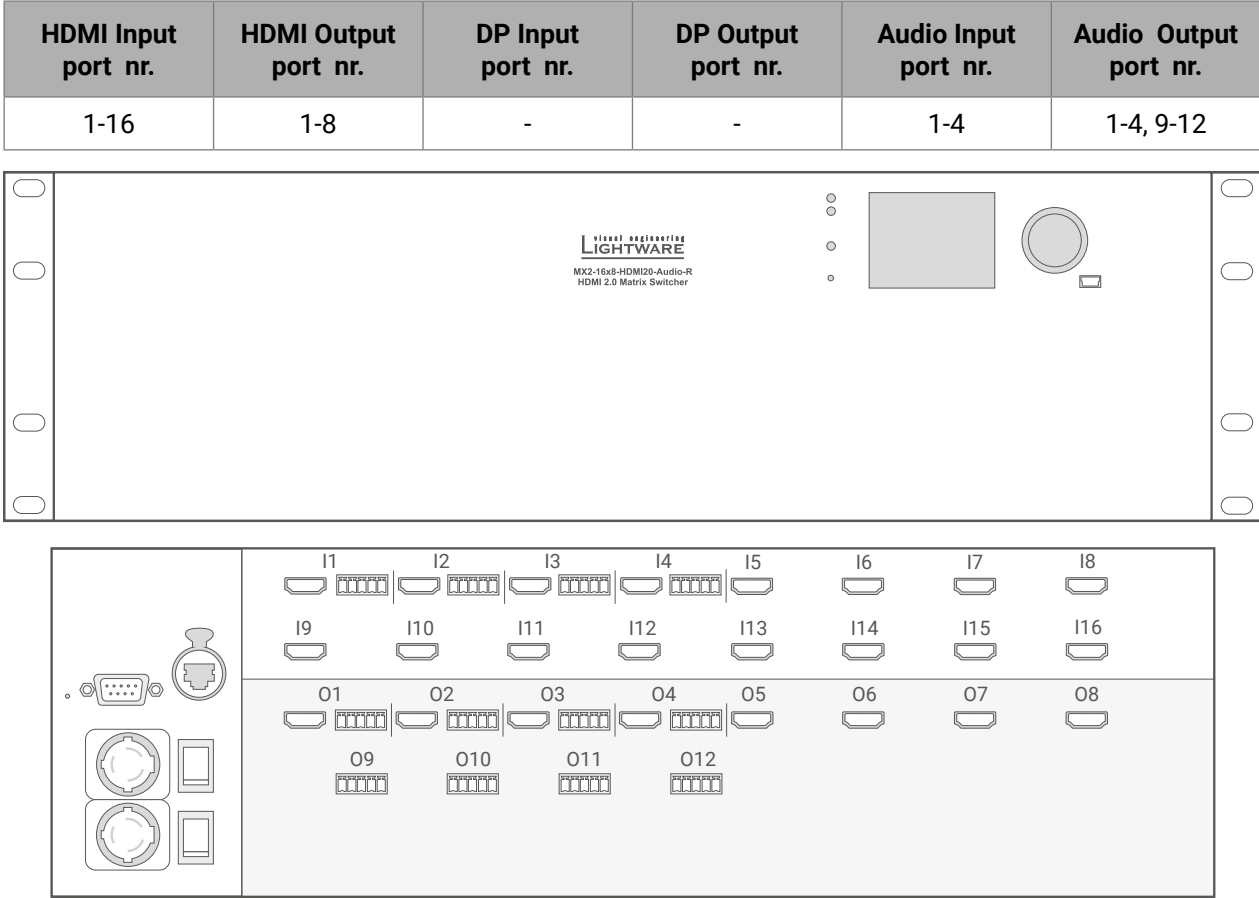 HDMI Input port nr. HDMI Output port nr. DP Input port nr. DP Output port nr. Audio Input port nr. Audio Output port nr.
1-16 1-8 - - 1-4 1-4, 9-12
visual engineering
LIGHTWARE
MX2-16x8-HDMI20-Audio-R
HDMI 2.0 Matrix Switcher
I1 I2 I3 I4 I5 I6 I7 I8
I9 I10 I11 I12 I13 I14 I15 I16
O1 O2 O3 O4 O5 O6 O7 O8
O9 O10 O11 O12